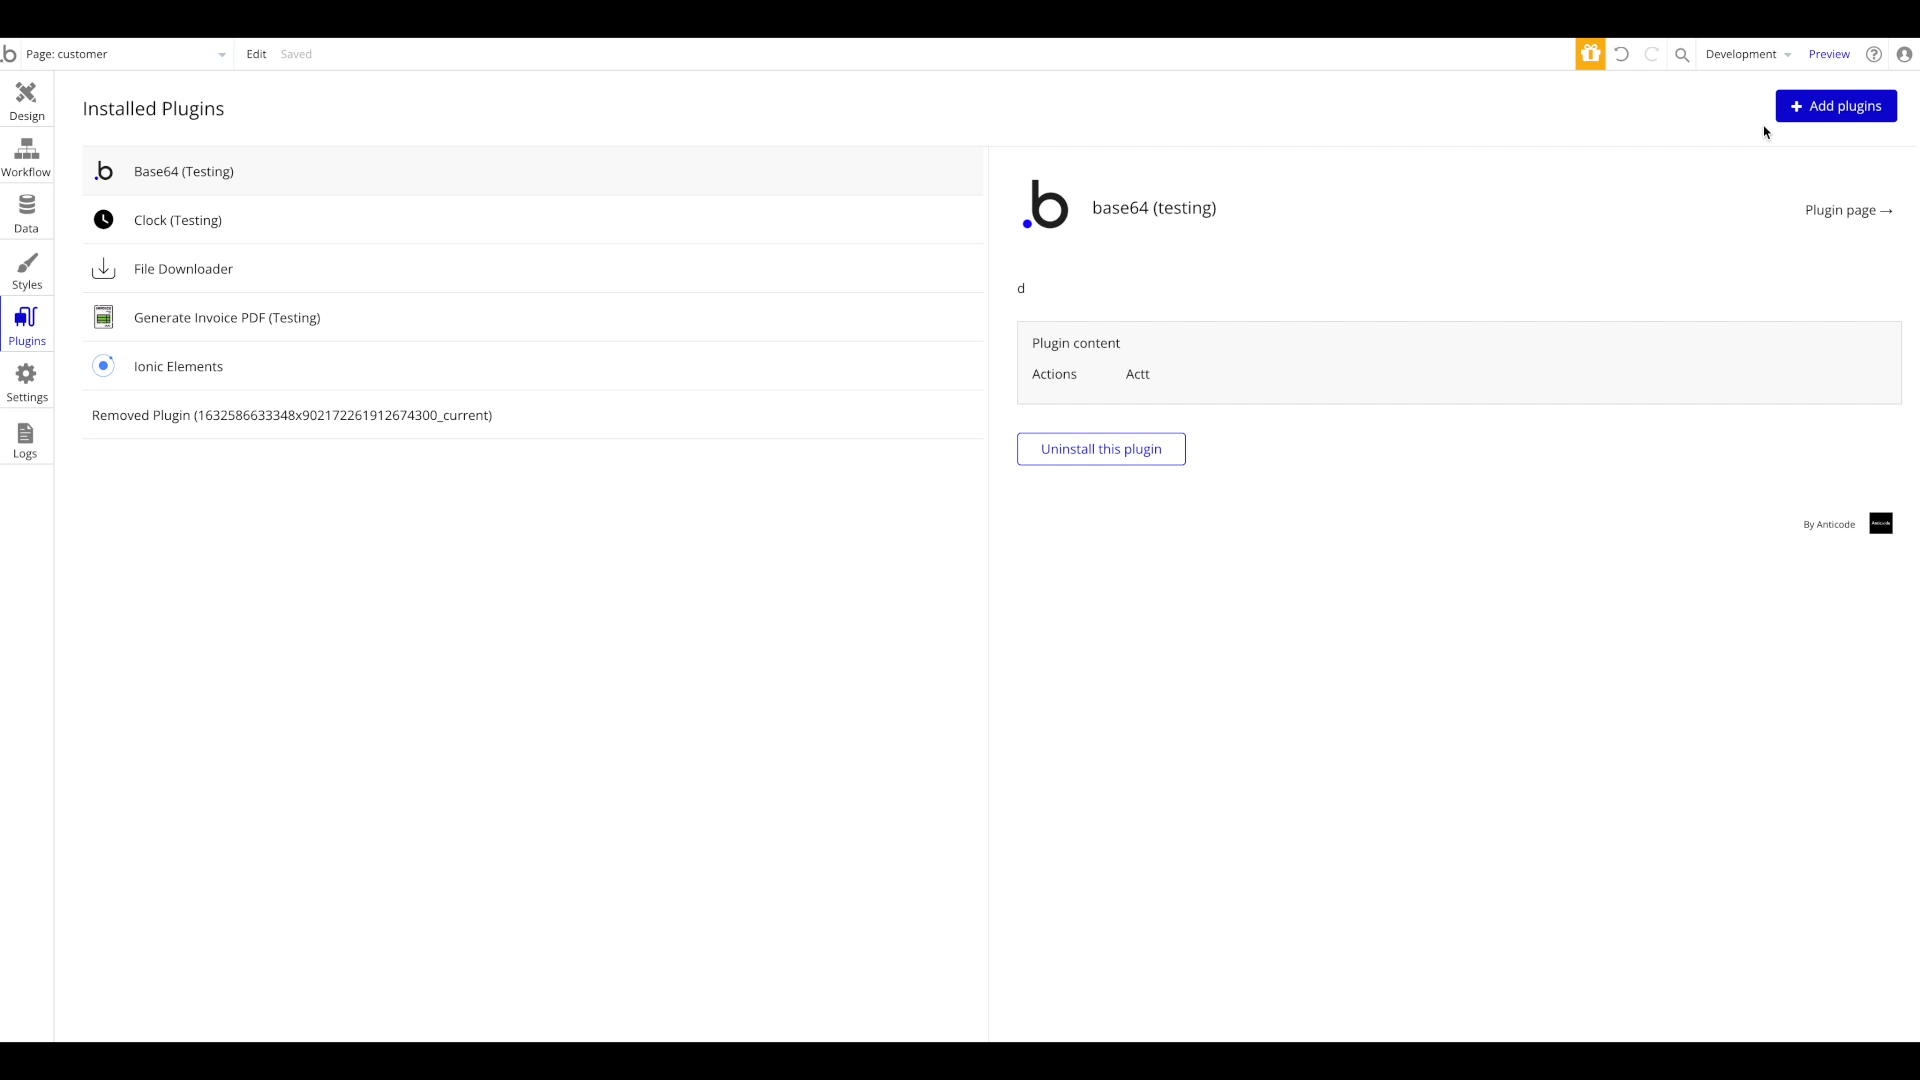 .b Page: customer Edit Saved Development Preview
Design
Workflow
Data
Styles
Plugins
Settings
Logs
Installed Plugins
+ Add plugins
.b Base64 (Testing)
Clock (Testing)
File Downloader
Generate Invoice PDF (Testing)
Ionic Elements
Removed Plugin (1632586633348x902172261912674300_current)
.b base64 (testing)
Plugin page →
d
Plugin content
Actions Actt
Uninstall this plugin
By Anticode